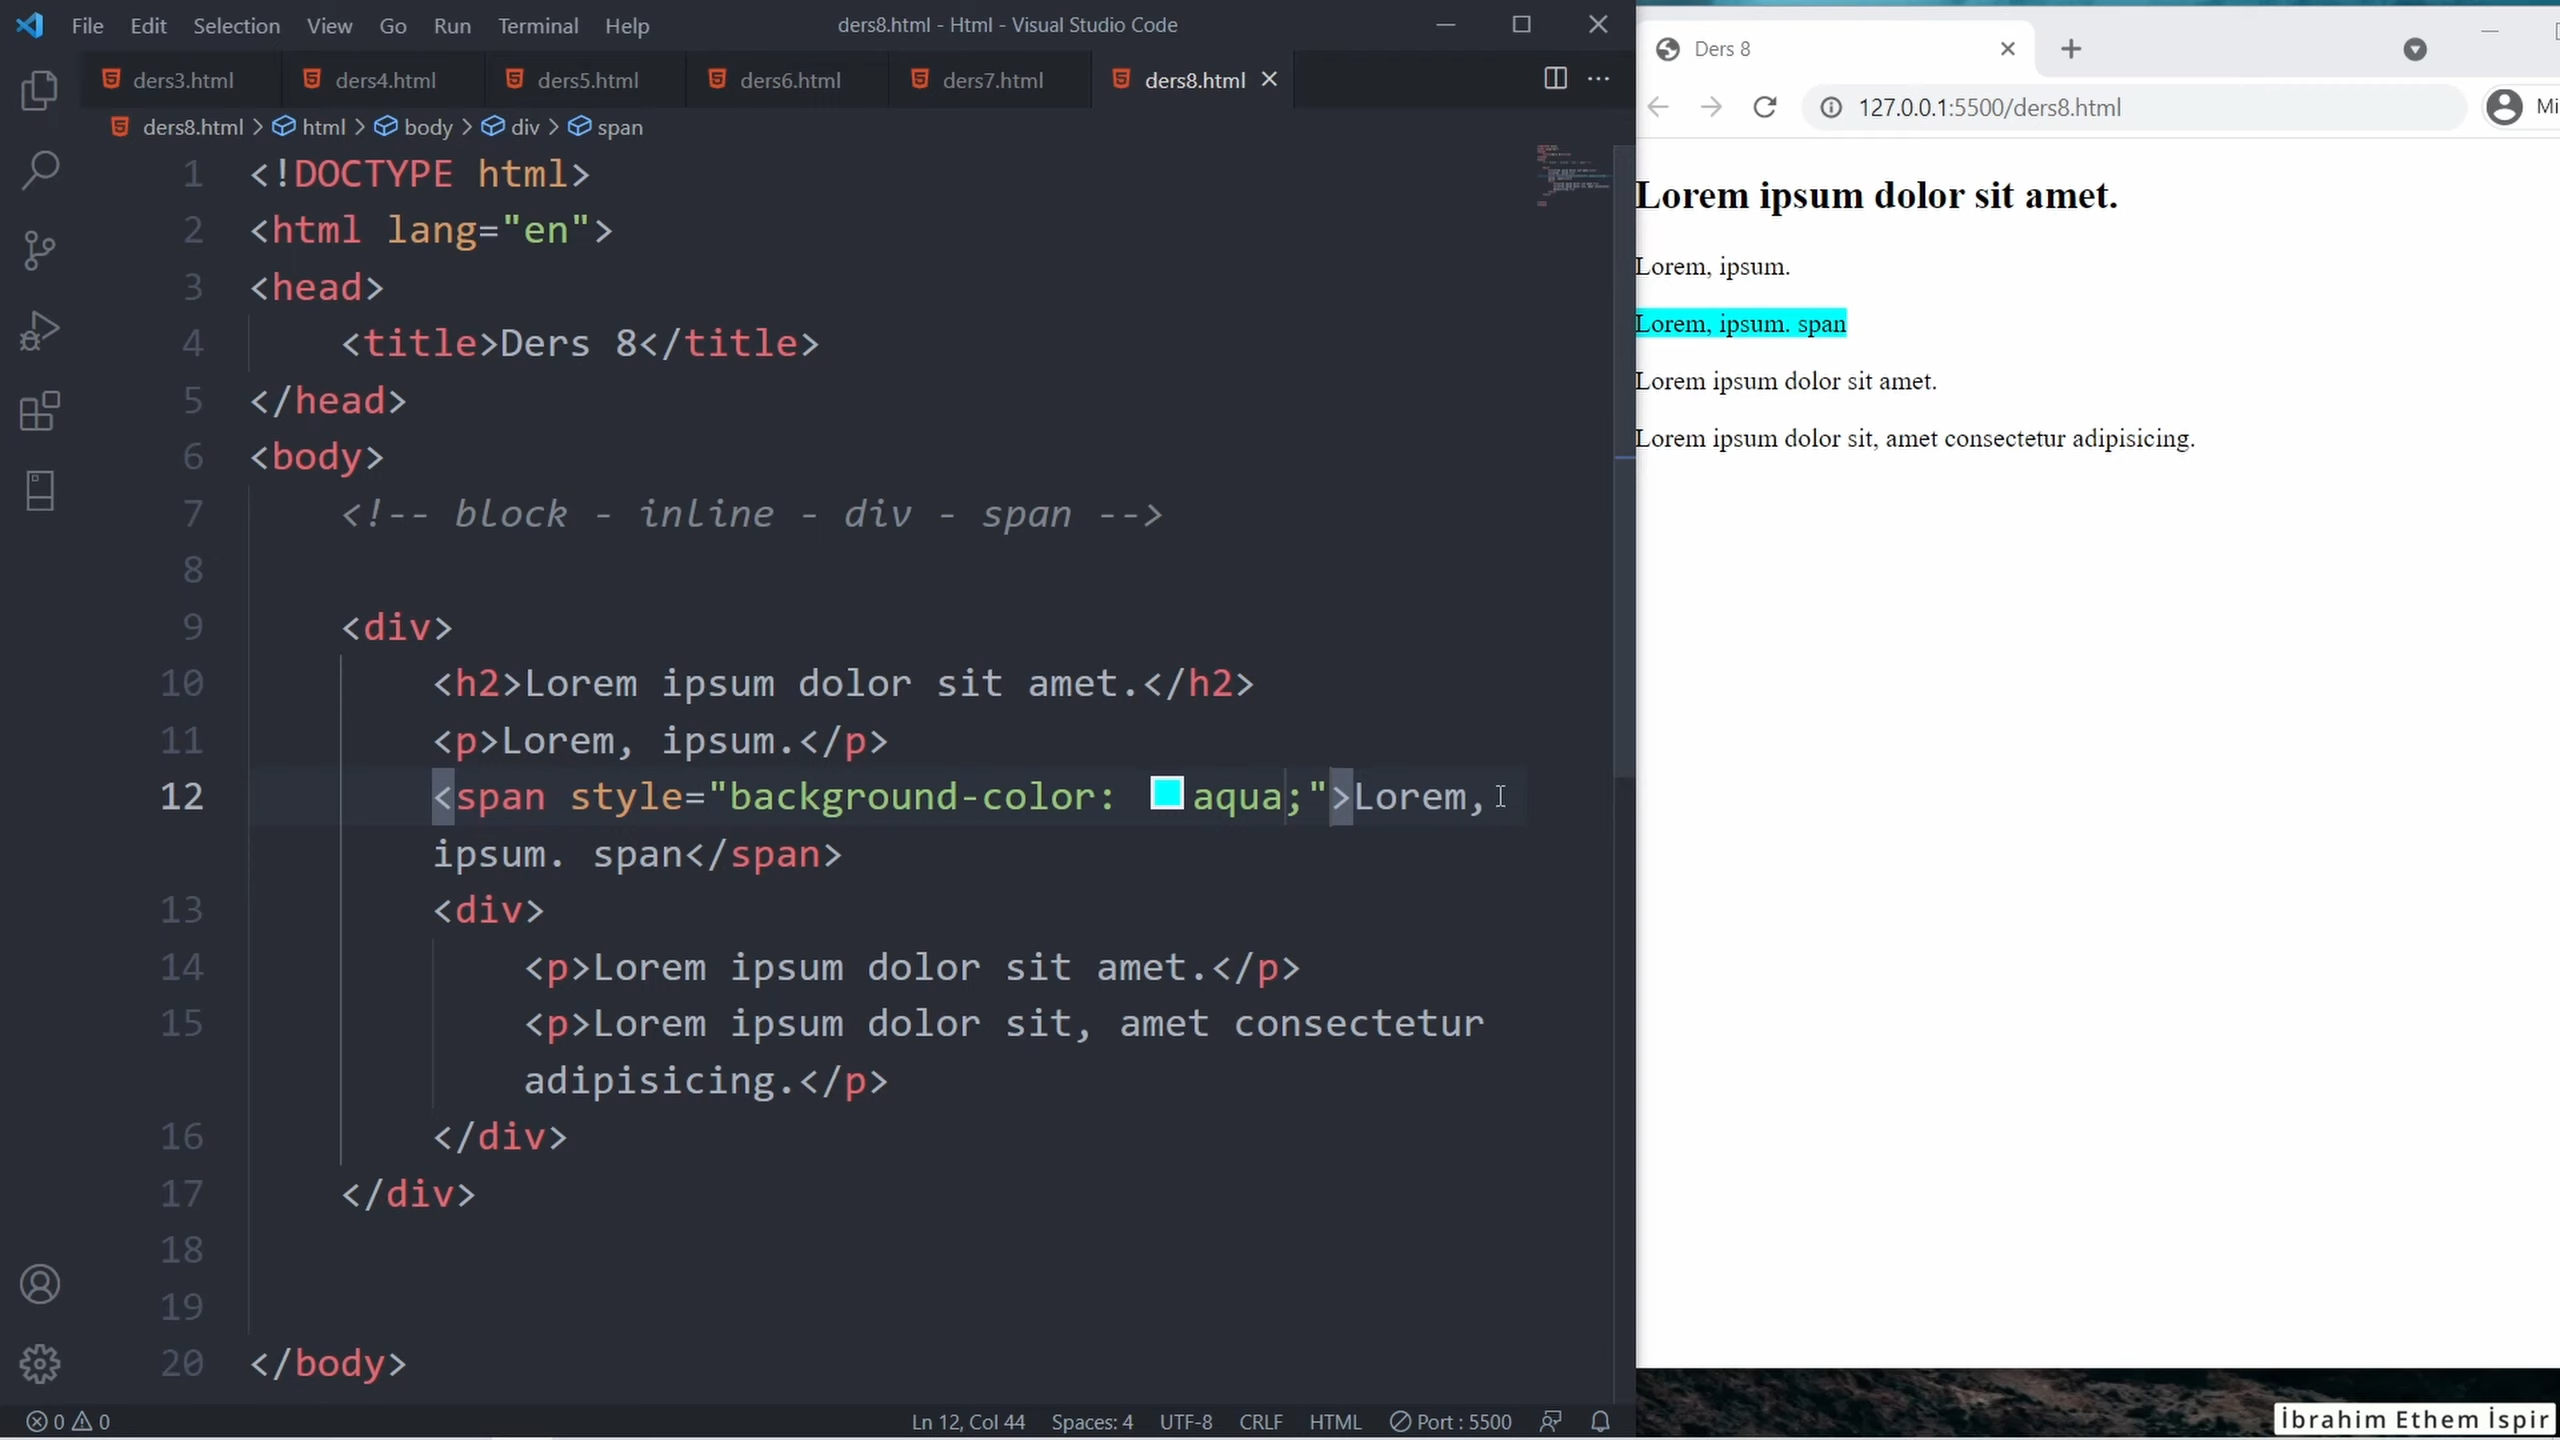 File Edit Selection View Go Run Terminal Help ders8.html - Html - Visual Studio Code
ders3.html ders4.html ders5.html ders6.html ders7.html ders8.html
ders8.html > html > body > div > span
1 <!DOCTYPE html>
2 <html lang="en">
3 <head>
4 <title>Ders 8</title>
5 </head>
6 <body>
7 <!-- block - inline - div - span -->
8
9 <div>
10 <h2>Lorem ipsum dolor sit amet.</h2>
11 <p>Lorem, ipsum.</p>
12 <span style="background-color: aqua;">Lorem,
ipsum. span</span>
13 <div>
14 <p>Lorem ipsum dolor sit amet.</p>
15 <p>Lorem ipsum dolor sit, amet consectetur
adipisicing.</p>
16 </div>
17 </div>
18
19
20 </body>
0 0 Ln 12, Col 44 Spaces: 4 UTF-8 CRLF HTML Port : 5500
Ders 8
127.0.0.1:5500/ders8.html
Lorem ipsum dolor sit amet.
Lorem, ipsum.
Lorem, ipsum. span
Lorem ipsum dolor sit amet.
Lorem ipsum dolor sit, amet consectetur adipisicing.
İbrahim Ethem İspir